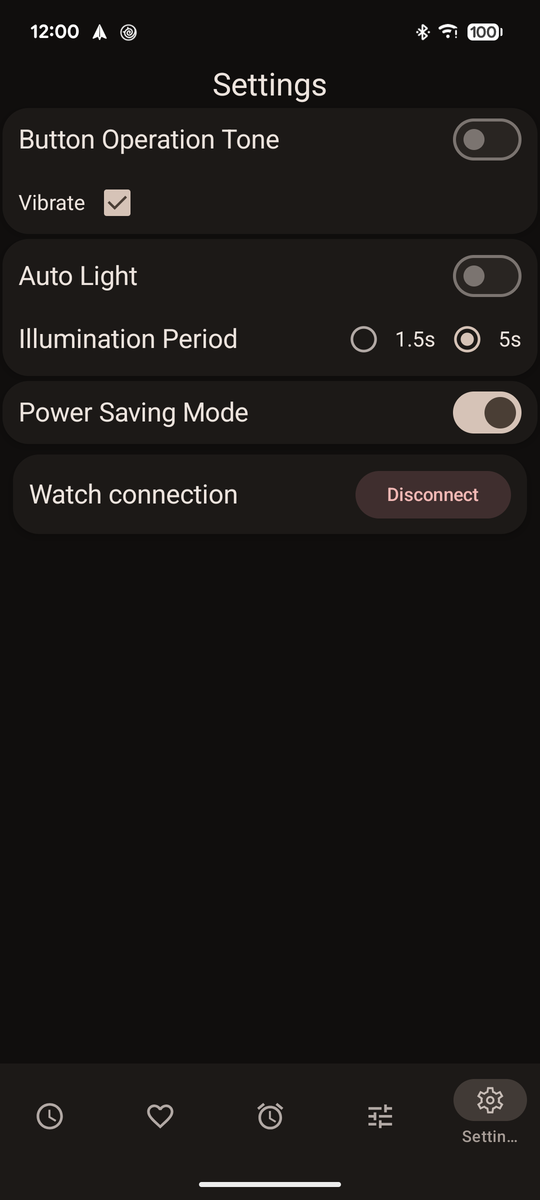 12:00
100
Settings
Button Operation Tone
Vibrate
Auto Light
Illumination Period 1.5s 5s
Power Saving Mode
Watch connection Disconnect
Settin...